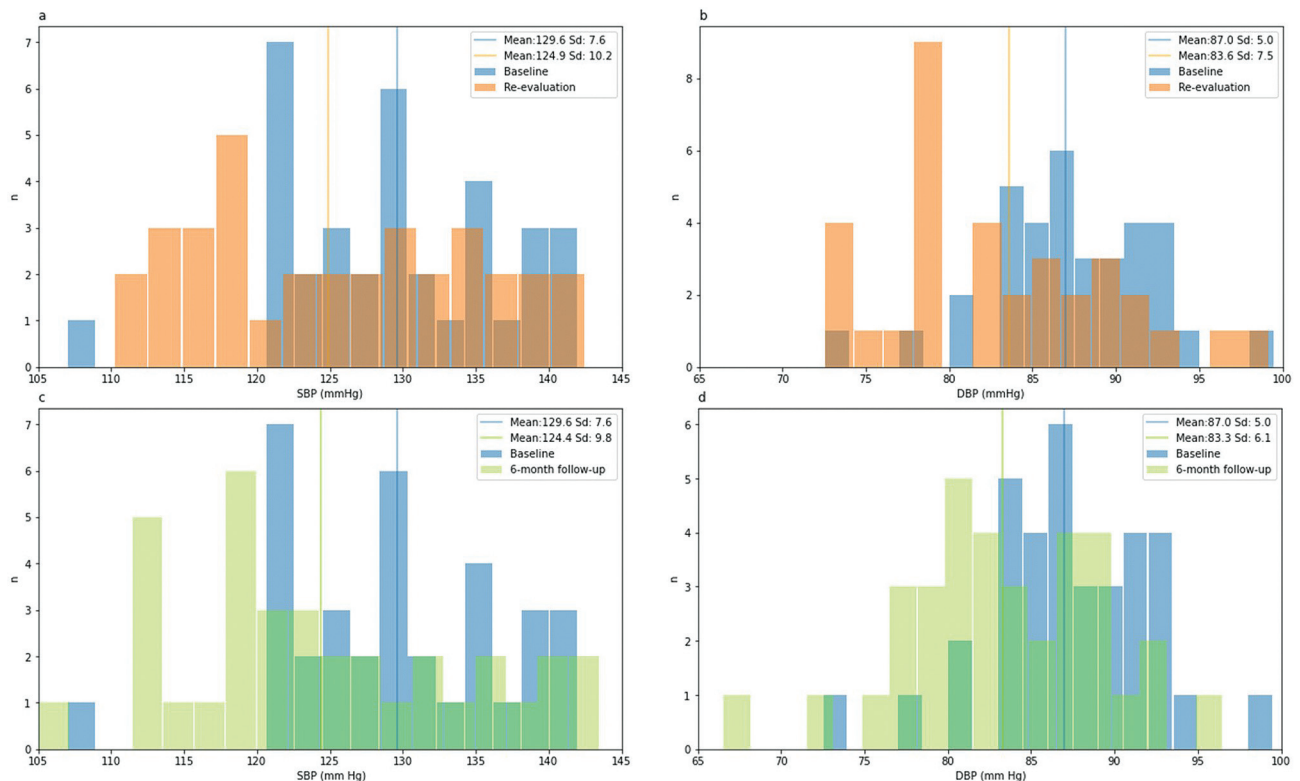 a
7
6
5
4
3
2
1
0
n
Mean:129.6 Sd: 7.6
Mean:124.9 Sd: 10.2
Baseline
Re-evaluation
105 110 115 120 125 130 135 140 145
SBP (mmHg)
b
8
6
4
2
0
n
Mean:87.0 Sd: 5.0
Mean:83.6 Sd: 7.5
Baseline
Re-evaluation
65 70 75 80 85 90 95 100
DBP (mmHg)
c
7
6
5
4
3
2
1
0
n
Mean:129.6 Sd: 7.6
Mean:124.4 Sd: 9.8
Baseline
6-month follow-up
105 110 115 120 125 130 135 140 145
SBP (mm Hg)
d
6
5
4
3
2
1
0
n
Mean:87.0 Sd: 5.0
Mean:83.3 Sd: 6.1
Baseline
6-month follow-up
65 70 75 80 85 90 95 100
DBP (mm Hg)